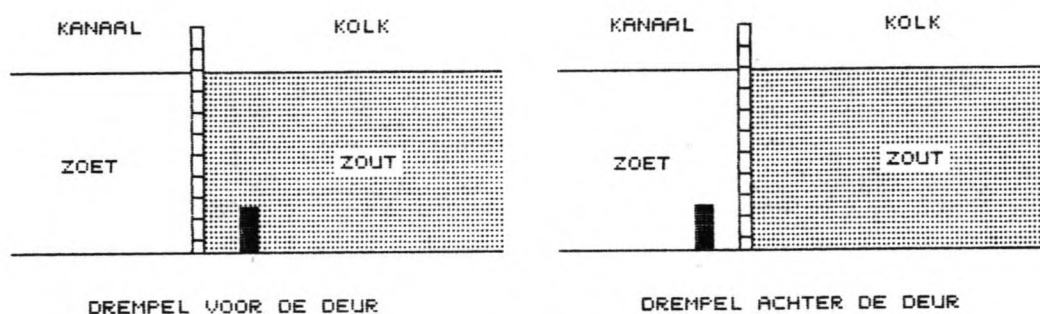 KANAAL KOLK
ZOET ZOUT
DREMPEL VOOR DE DEUR
KANAAL KOLK
ZOET ZOUT
DREMPEL ACHTER DE DEUR